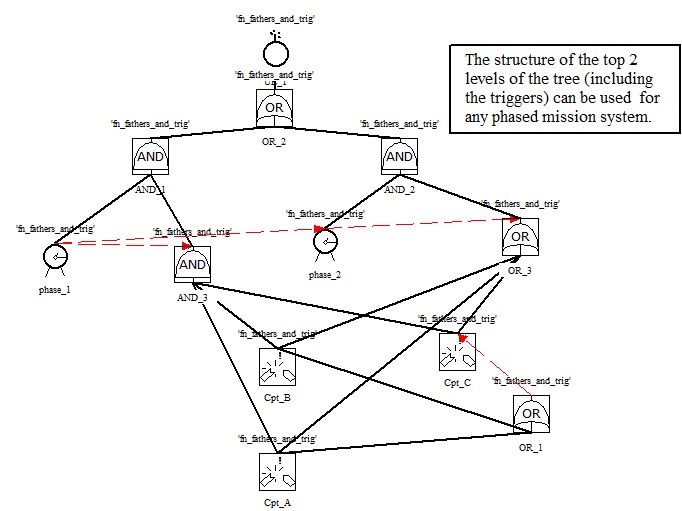 'fn_fathers_and_trig'
'fn_fathers_and_trig'
OR
OR_2
The structure of the top 2
levels of the tree (including
the triggers) can be used for
any phased mission system.
'fn_fathers_and_trig'
AND
AND_1
'fn_fathers_and_trig'
AND
AND_2
'fn_fathers_and_trig'
phase_1
'fn_fathers_and_trig'
AND
AND_3
'fn_fathers_and_trig'
phase_2
'fn_fathers_and_trig'
OR
OR_3
'fn_fathers_and_trig'
!
Cpt_B
'fn_fathers_and_trig'
Cpt_C
'fn_fathers_and_trig'
OR
OR_1
'fn_fathers_and_trig'
!
Cpt_A